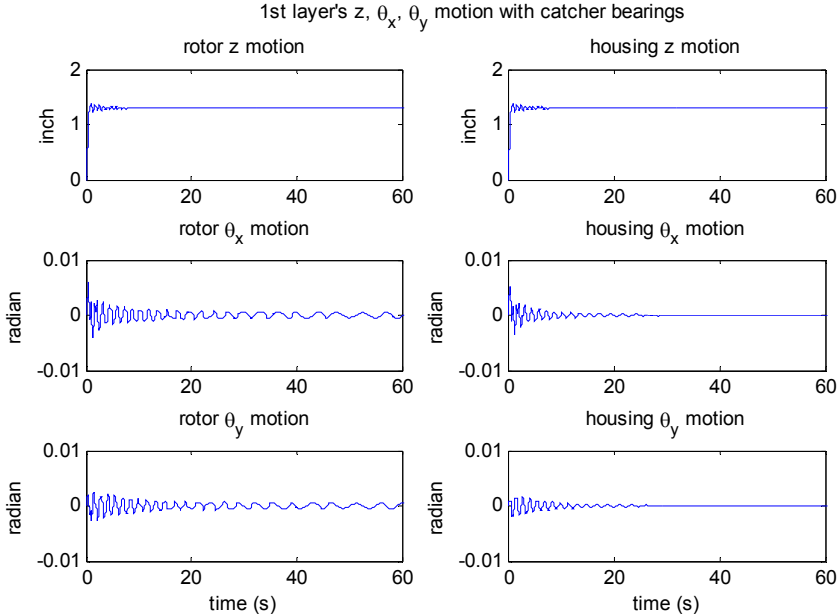 1st layer's z, θx, θy motion with catcher bearings
rotor z motion
housing z motion
2
1
0
inch
0 20 40 60
2
1
0
inch
0 20 40 60
rotor θx motion
housing θx motion
0.01
0
-0.01
radian
0 20 40 60
0.01
0
-0.01
radian
0 20 40 60
rotor θy motion
housing θy motion
0.01
0
-0.01
radian
0 20 40 60
time (s)
0.01
0
-0.01
radian
0 20 40 60
time (s)